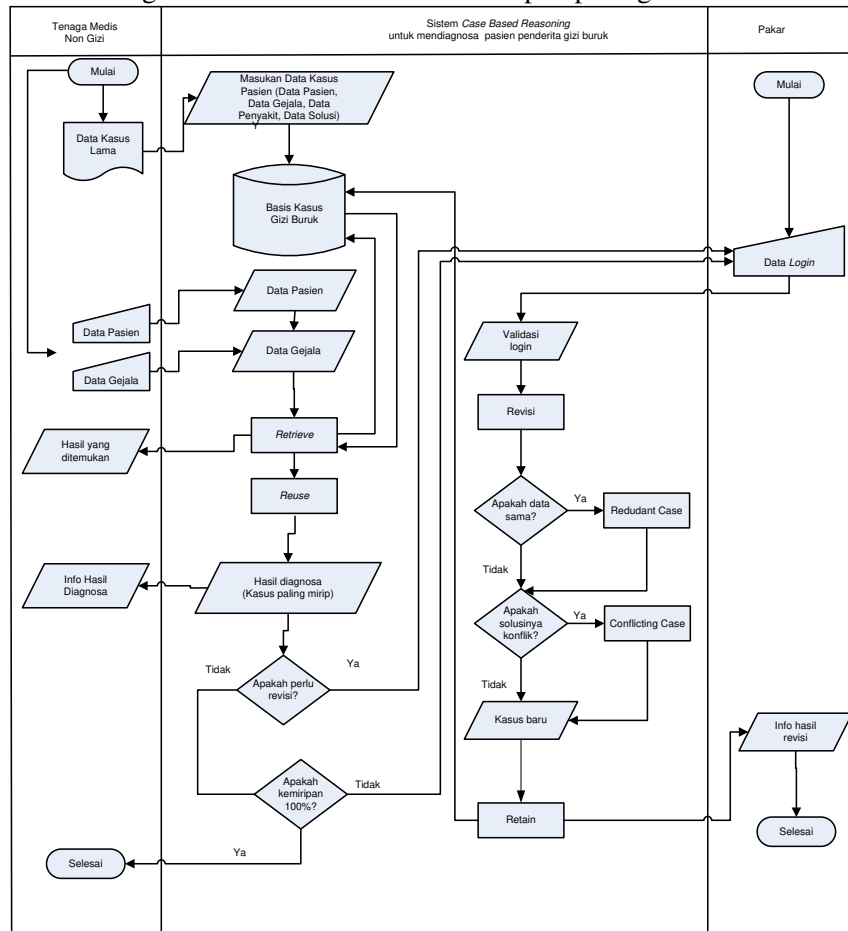 Tenaga Medis
Non Gizi
Sistem Case Based Reasoning
untuk mendiagnosa pasien penderita gizi buruk
Pakar
Mulai
Data Kasus
Lama
Masukan Data Kasus
Pasien (Data Pasien,
Data Gejala, Data
Penyakit, Data Solusi)
Y
Basis Kasus
Gizi Buruk
Mulai
Data Login
Data Pasien
Data Gejala
Data Pasien
Data Gejala
Validasi
login
Revisi
Retrieve
Hasil yang
ditemukan
Reuse
Apakah data
sama?
Ya
Redudant Case
Tidak
Info Hasil
Diagnosa
Hasil diagnosa
(Kasus paling mirip)
Apakah
solusinya
konflik?
Ya
Conflicting Case
Tidak
Tidak
Ya
Apakah perlu
revisi?
Kasus baru
Info hasil
revisi
Apakah
kemiripan
100%?
Tidak
Retain
Selesai
Ya
Selesai